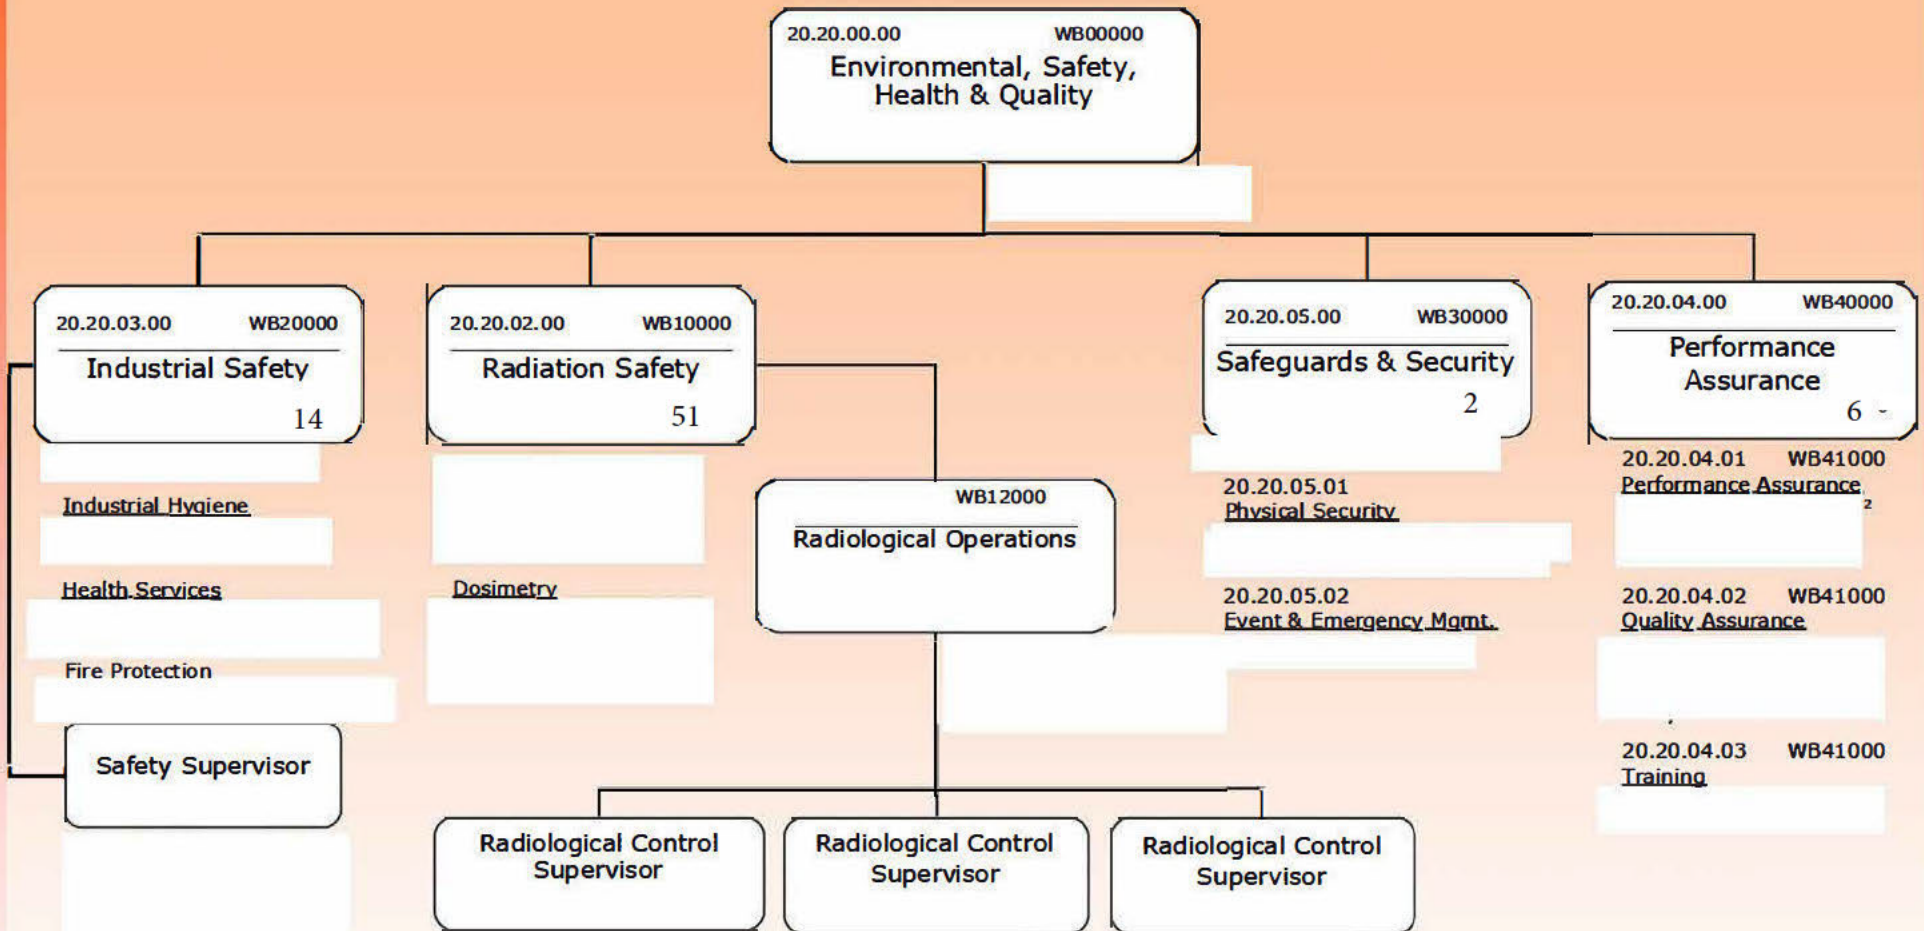 20.20.00.00 WB00000
Environmental, Safety,
Health & Quality
20.20.03.00 WB20000
Industrial Safety
14
Industrial Hygiene
Health Services
Fire Protection
Safety Supervisor
20.20.02.00 WB10000
Radiation Safety
51
Dosimetry
WB12000
Radiological Operations
Radiological Control
Supervisor
Radiological Control
Supervisor
Radiological Control
Supervisor
20.20.05.00 WB30000
Safeguards & Security
2
20.20.05.01
Physical Security
20.20.05.02
Event & Emergency Mgmt.
20.20.04.00 WB40000
Performance
Assurance
6 -
20.20.04.01 WB41000
Performance Assurance
2
20.20.04.02 WB41000
Quality Assurance
20.20.04.03 WB41000
Training